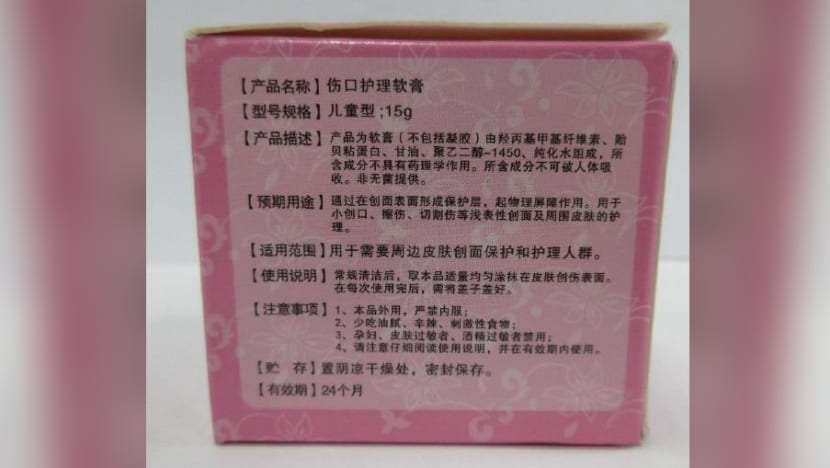 【产品名称】伤口护理软膏
【型号规格】儿童型;15g
【产品描述】产品为软膏（不包括凝胶）由羟丙基甲基纤维素、贻
贝粘蛋白、甘油、聚乙二醇-1450、纯化水组成，所
含成分不具有药理学作用。所含成分不可被人体吸
收。非无菌提供。
【预期用途】通过在创面表面形成保护层，起物理屏障作用。用于
小创口、擦伤、切割伤等浅表性创面及周围皮肤的护
理。
【适用范围】用于需要周边皮肤创面保护和护理人群。
【使用说明】常规清洁后，取本品适量均匀涂抹在皮肤创伤表面。
在每次使用完后，需将盖子盖好。
【注意事项】1、本品外用，严禁内服；
2、少吃油腻、辛辣、刺激性食物；
3、孕妇、皮肤过敏者、酒精过敏者禁用；
4、请注意仔细阅读使用说明，并在有效期内使用。
【贮 存】置阴凉干燥处，密封保存。
【有效期】24个月